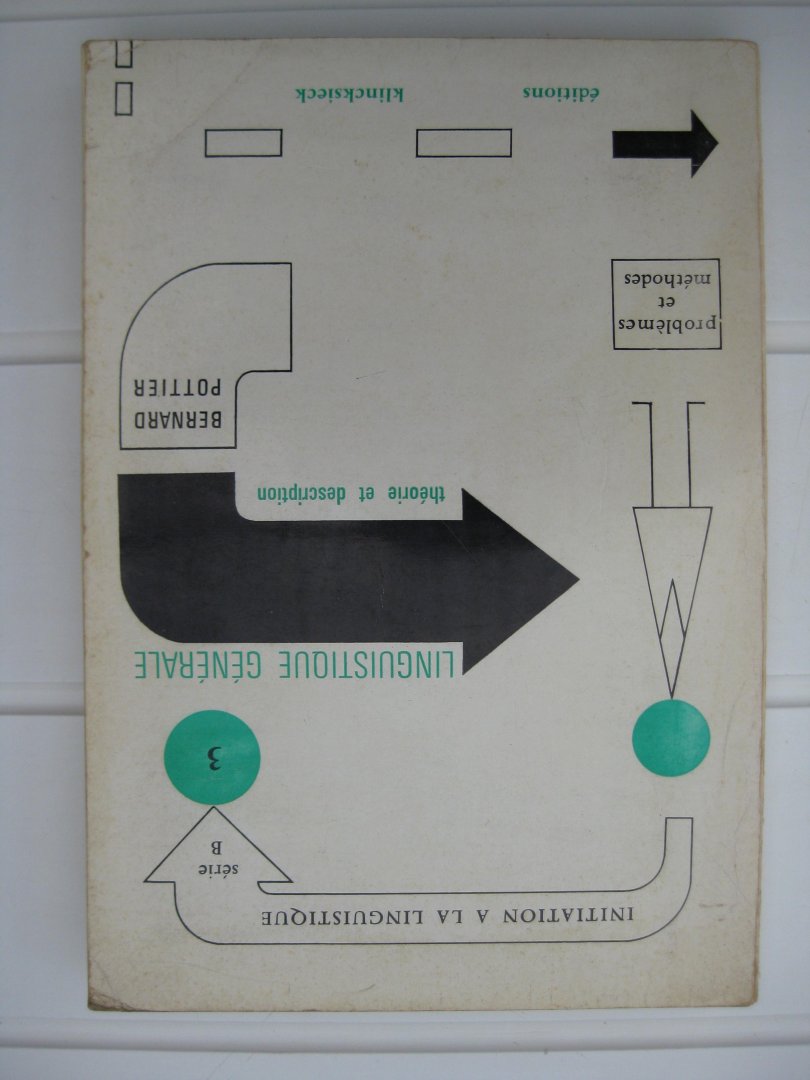 INITIATION A LA LINGUISTIQUE
série
B
3
LINGUISTIQUE GÉNÉRALE
théorie et description
BERNARD
POTTIER
problèmes
et
méthodes
éditions klincksieck